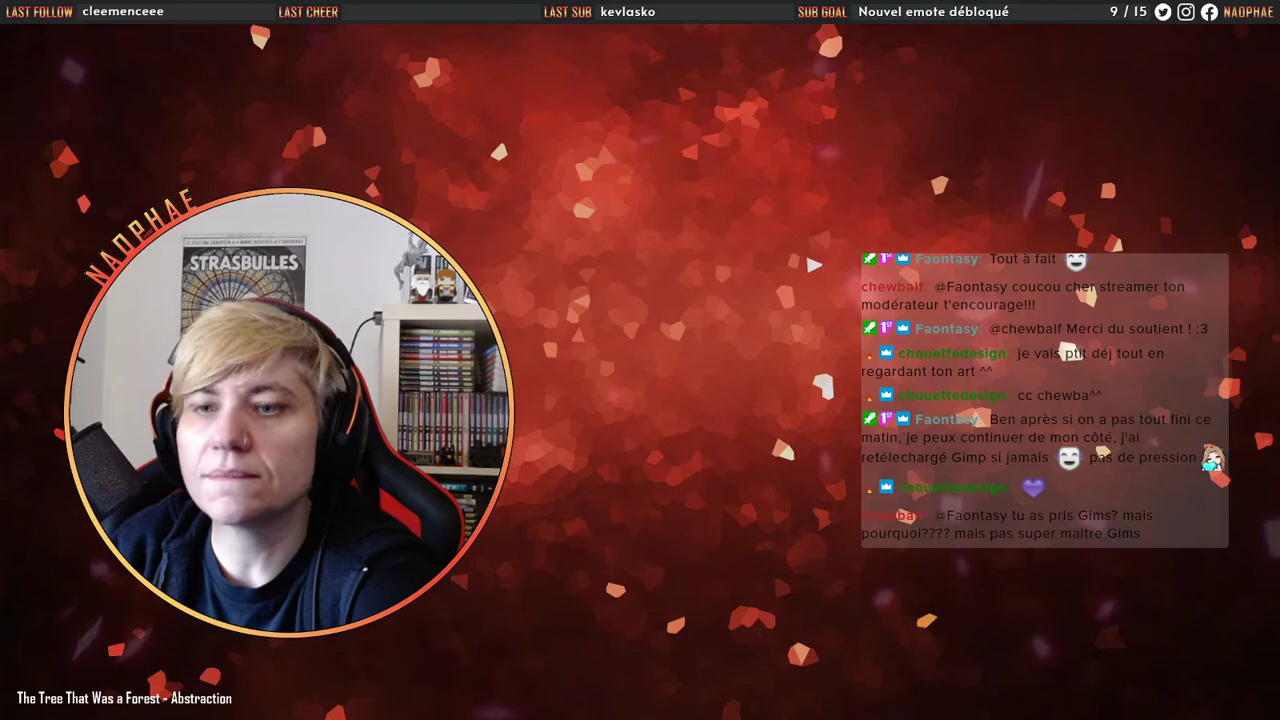 LAST FOLLOW cleemenceee LAST CHEER LAST SUB kevlasko SUB GOAL Nouvel emote débloqué 9 / 15 NAOPHAE
NAOPHAE
STRASBULLES
Faontasy: Tout à fait
chewbalf: @Faontasy coucou cher streamer ton
modérateur t'encourage!!!
Faontasy: @chewbalf Merci du soutient ! :3
chouettedesign: je vais ptit déj tout en
regardant ton art ^^
chouettedesign: cc chewba^^
Faontasy: Ben après si on a pas tout fini ce
matin, je peux continuer de mon côté, j'ai
retélechargé Gimp si jamais pas de pression
chouettedesign:
chewbalf: @Faontasy tu as pris Gims? mais
pourquoi???? mais pas super maitre Gims
The Tree That Was a Forest - Abstraction